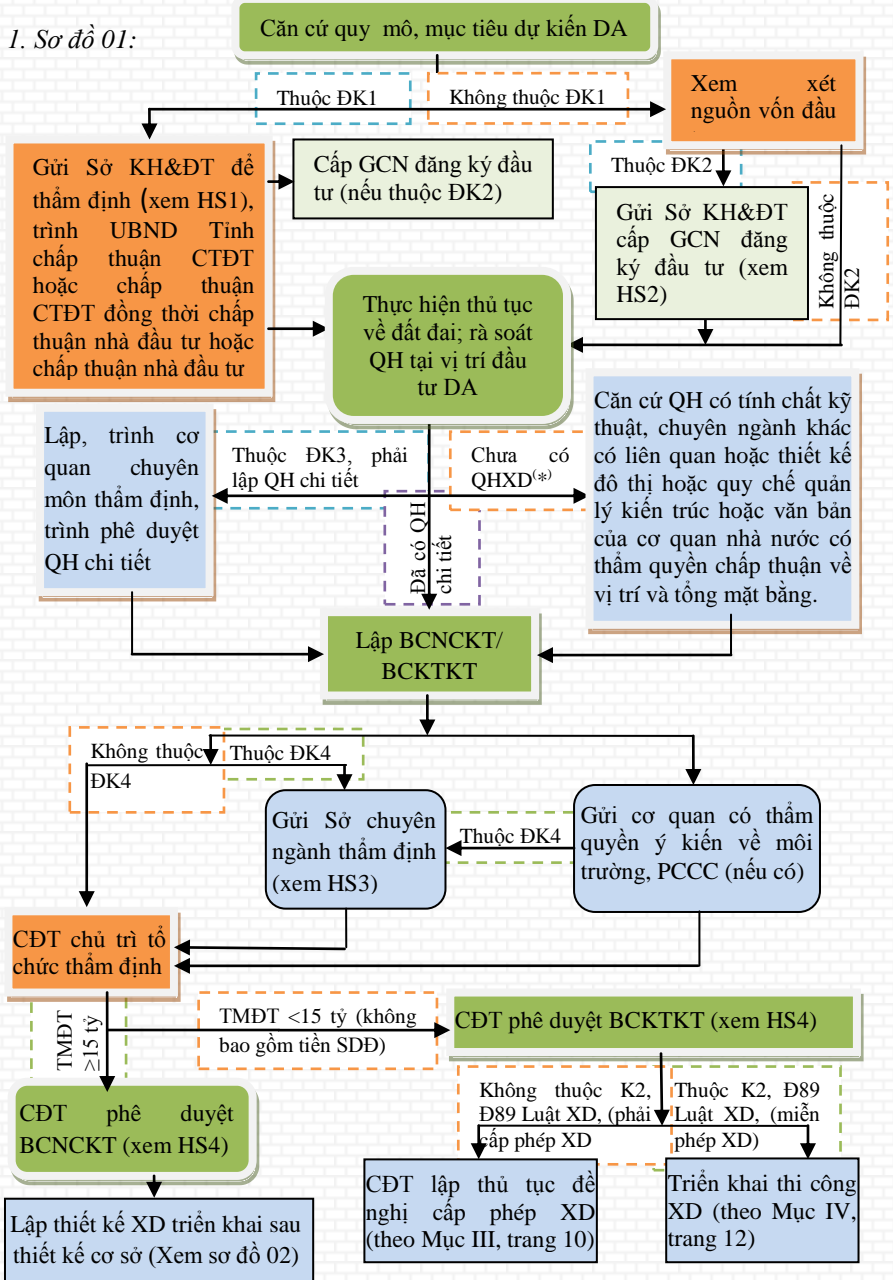 1. Sơ đồ 01:
Căn cứ quy mô, mục tiêu dự kiến DA
Thuộc ĐK1
Không thuộc ĐK1
Xem xét
nguồn vốn đầu
Gửi Sở KH&ĐT để
thẩm định (xem HS1),
trình UBND Tỉnh
chấp thuận CTĐT
hoặc chấp thuận
CTĐT đồng thời chấp
thuận nhà đầu tư hoặc
chấp thuận nhà đầu tư
Cấp GCN đăng ký đầu
tư (nếu thuộc ĐK2)
Thuộc ĐK2
Gửi Sở KH&ĐT
cấp GCN đăng
ký đầu tư (xem
HS2)
Không thuộc
ĐK2
Thực hiện thủ tục
về đất đai; rà soát
QH tại vị trí đầu
tư DA
Lập, trình cơ
quan chuyên
môn thẩm định,
trình phê duyệt
QH chi tiết
Thuộc ĐK3, phải
lập QH chi tiết
Chưa có
QHXD(*)
Đã có QH
chi tiết
Căn cứ QH có tính chất kỹ
thuật, chuyên ngành khác
có liên quan hoặc thiết kế
đô thị hoặc quy chế quản
lý kiến trúc hoặc văn bản
của cơ quan nhà nước có
thẩm quyền chấp thuận về
vị trí và tổng mặt bằng.
Lập BCNCKT/
BCKTKT
Không thuộc
ĐK4
Thuộc ĐK4
Gửi Sở chuyên
ngành thẩm định
(xem HS3)
Thuộc ĐK4
Gửi cơ quan có thẩm
quyền ý kiến về môi
trường, PCCC (nếu có)
CĐT chủ trì tổ
chức thẩm định
TMĐT
≥15 tỷ
TMĐT <15 tỷ (không
bao gồm tiền SDĐ)
CĐT phê duyệt BCKTKT (xem HS4)
CĐT phê duyệt
BCNCKT (xem HS4)
Không thuộc K2,
Đ89 Luật XD, (phải
cấp phép XD
Thuộc K2, Đ89
Luật XD, (miễn
phép XD)
Lập thiết kế XD triển khai sau
thiết kế cơ sở (Xem sơ đồ 02)
CĐT lập thủ tục đề
nghị cấp phép XD
(theo Mục III, trang 10)
Triển khai thi công
XD (theo Mục IV,
trang 12)